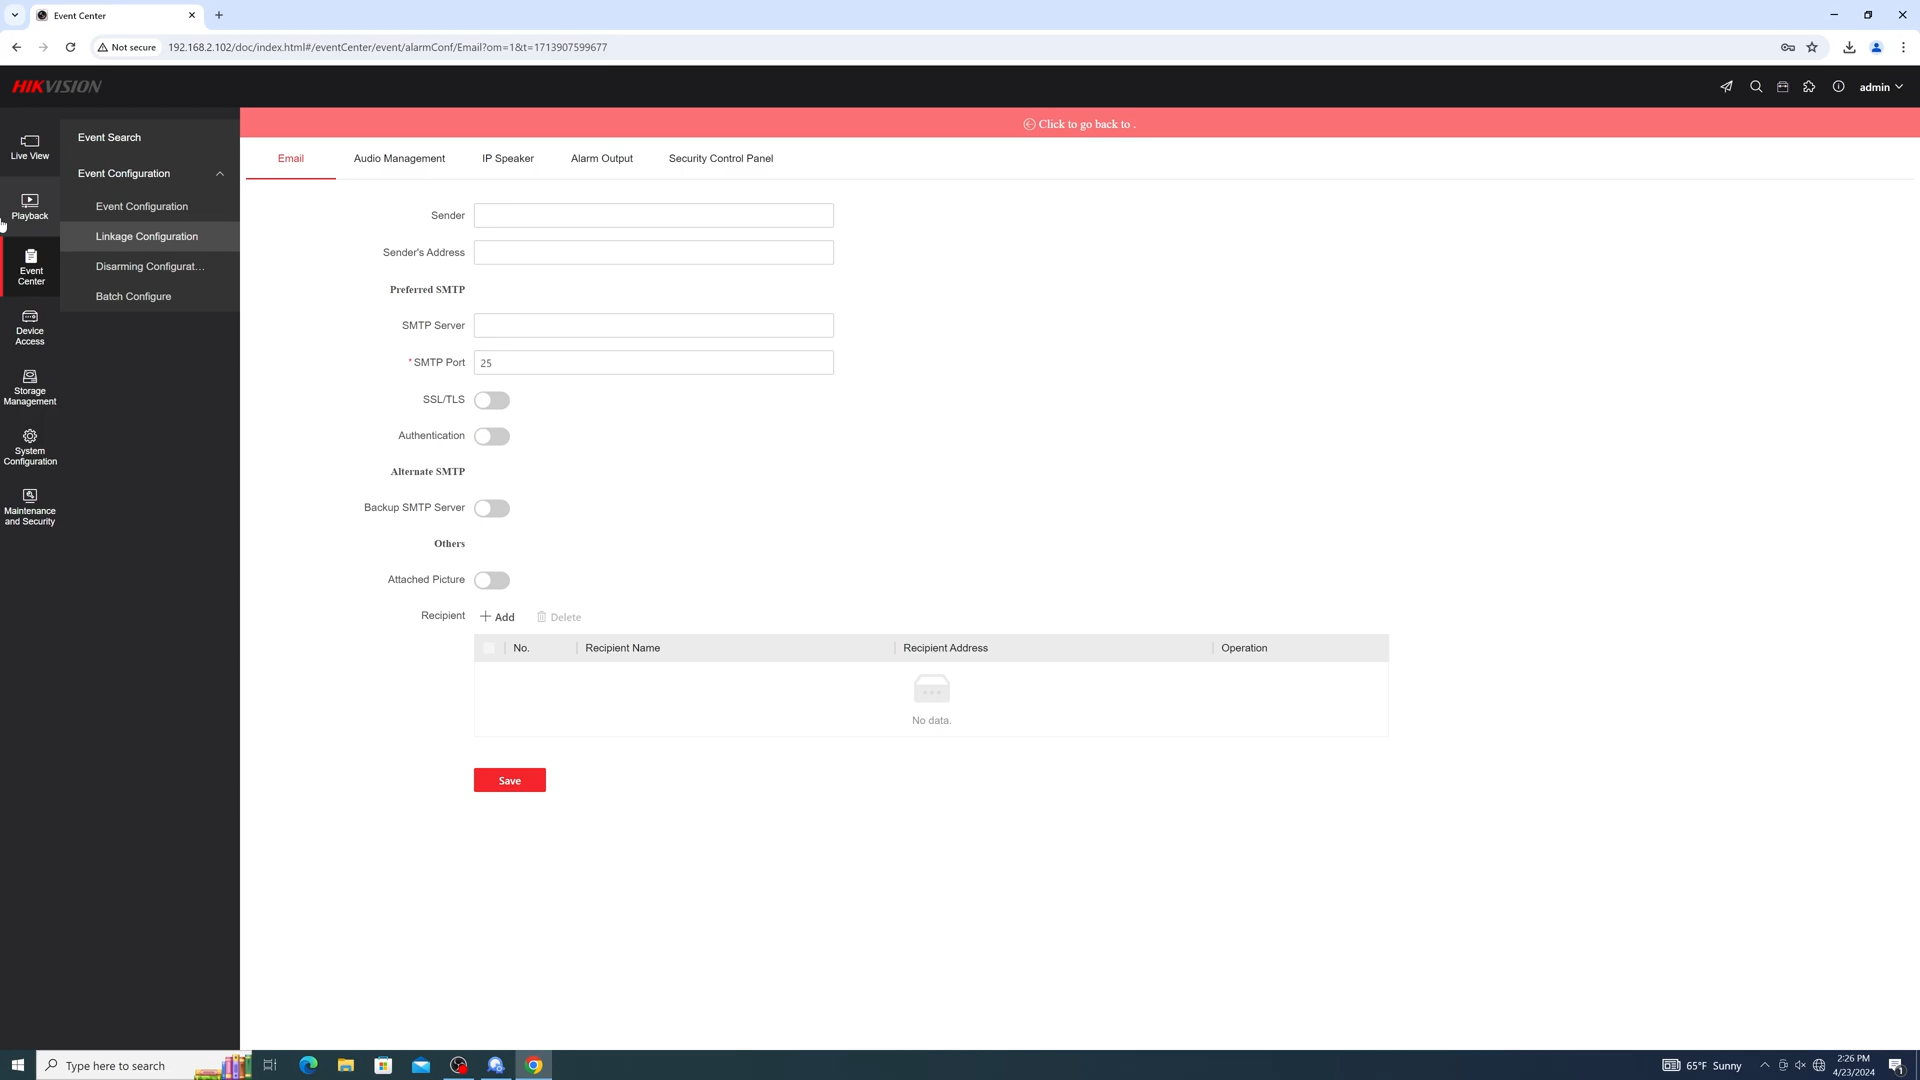 Event Center
Not secure
192.168.2.102/doc/index.html#/eventCenter/event/alarmConf/Email?om=1&t=1713907599677
HIKVISION
admin
Live View
Playback
Event
Center
Device
Access
Storage
Management
System
Configuration
Maintenance
and Security
Event Search
Event Configuration
Event Configuration
Linkage Configuration
Disarming Configurat...
Batch Configure
Click to go back to .
Email
Audio Management
IP Speaker
Alarm Output
Security Control Panel
Sender
Sender's Address
Preferred SMTP
SMTP Server
*SMTP Port 25
SSL/TLS
Authentication
Alternate SMTP
Backup SMTP Server
Others
Attached Picture
Recipient Add Delete
No. Recipient Name Recipient Address Operation
No data.
Save
Type here to search
65°F Sunny
2:26 PM
4/23/2024
1